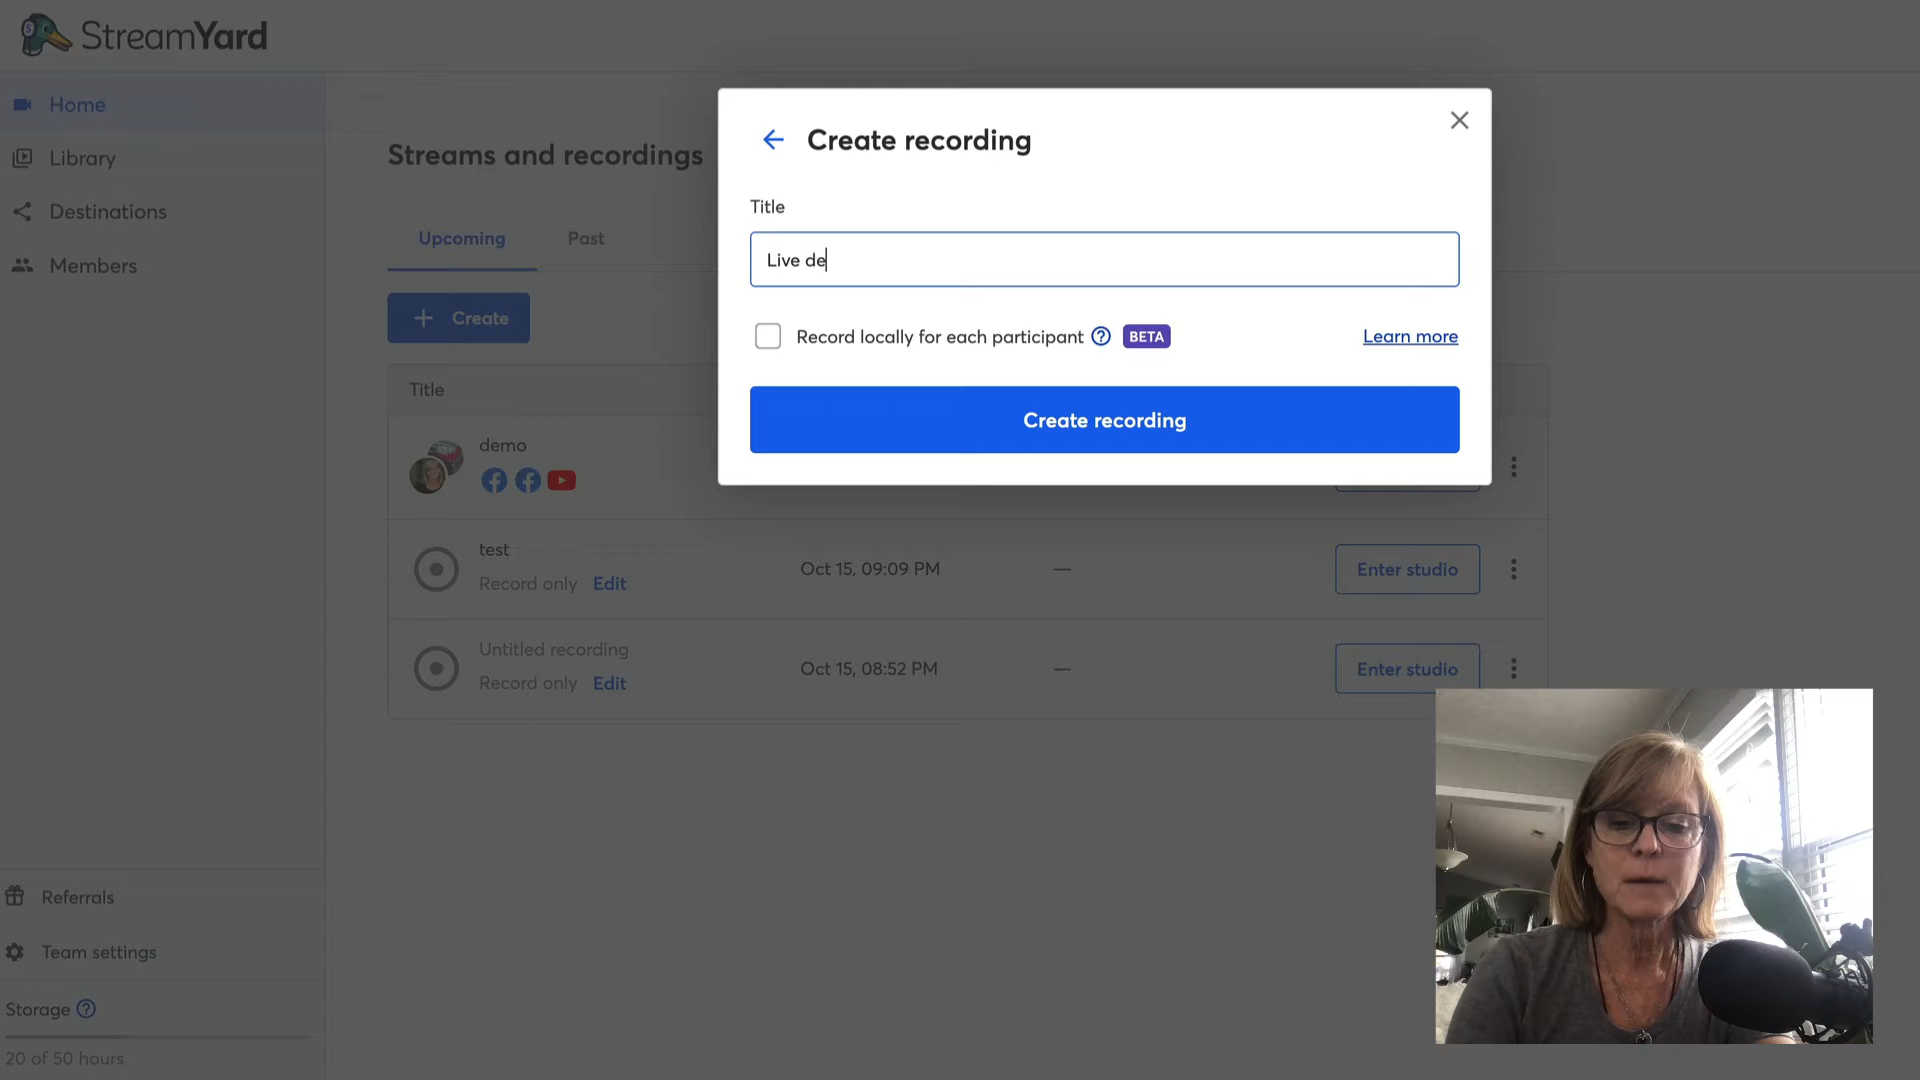 StreamYard
Home
Library
Destinations
Members
Streams and recordings
Upcoming
Past
Create
Title
demo
test
Record only Edit
Oct 15, 09:09 PM
—
Enter studio
Untitled recording
Record only Edit
Oct 15, 08:52 PM
—
Enter studio
Create recording
Title
Live de
Record locally for each participant
BETA
Learn more
Create recording
Referrals
Team settings
Storage
20 of 50 hours